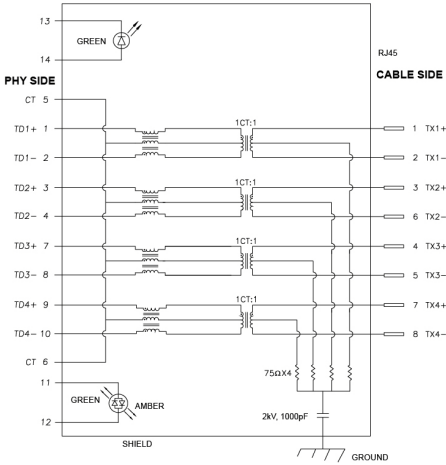 13
GREEN
14
RJ45
PHY SIDE
CABLE SIDE
CT 5
1CT:1
TD1+ 1
1 TX1+
TD1- 2
2 TX1-
1CT:1
TD2+ 3
3 TX2+
TD2- 4
6 TX2-
1CT:1
TD3+ 7
4 TX3+
TD3- 8
5 TX3-
1CT:1
TD4+ 9
7 TX4+
TD4- 10
8 TX4-
CT 6
75ΩX4
11
GREEN
AMBER
2kV, 1000pF
12
SHIELD
GROUND